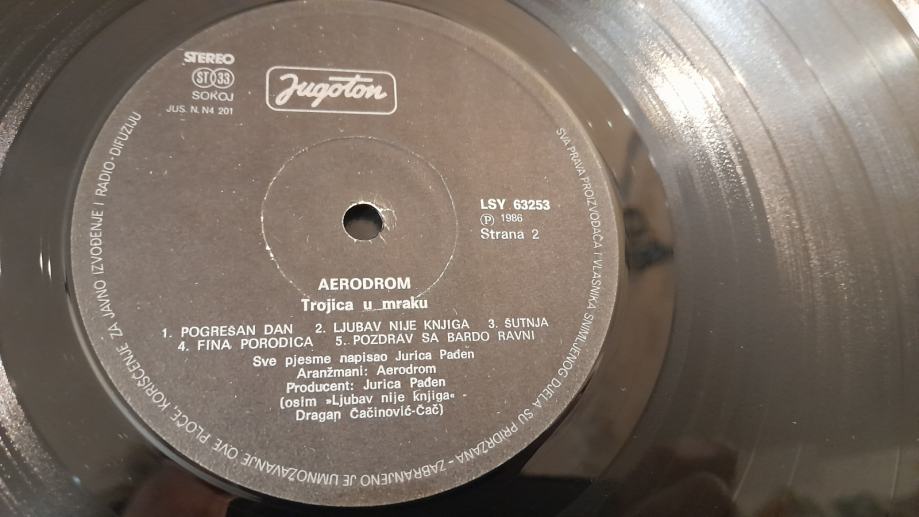 STEREO
ST 33
SOKOJ
JUS. N. N4 201
Jugoton
LSY 63253
Ⓟ 1986
Strana 2
AERODROM
Trojica u mraku
1. POGREŠAN DAN 2. LJUBAV NIJE KNJIGA 3. ŠUTNJA
4. FINA PORODICA 5. POZDRAV SA BARDO RAVNI
Sve pjesme napisao Jurica Pađen
Aranžmani: Aerodrom
Producent: Jurica Pađen
(osim »Ljubav nije knjiga« -
Dragan Čačinović-Čač)
SVA PRAVA PROIZVOĐAČA I VLASNIKA SNIMLJENOG DJELA SU PRIDRŽANA - ZABRANJENO JE UMNOŽAVANJE OVE PLOČE, KORIŠĆENJE ZA JAVNO IZVOĐENJE I RADIO-DIFUZIJU